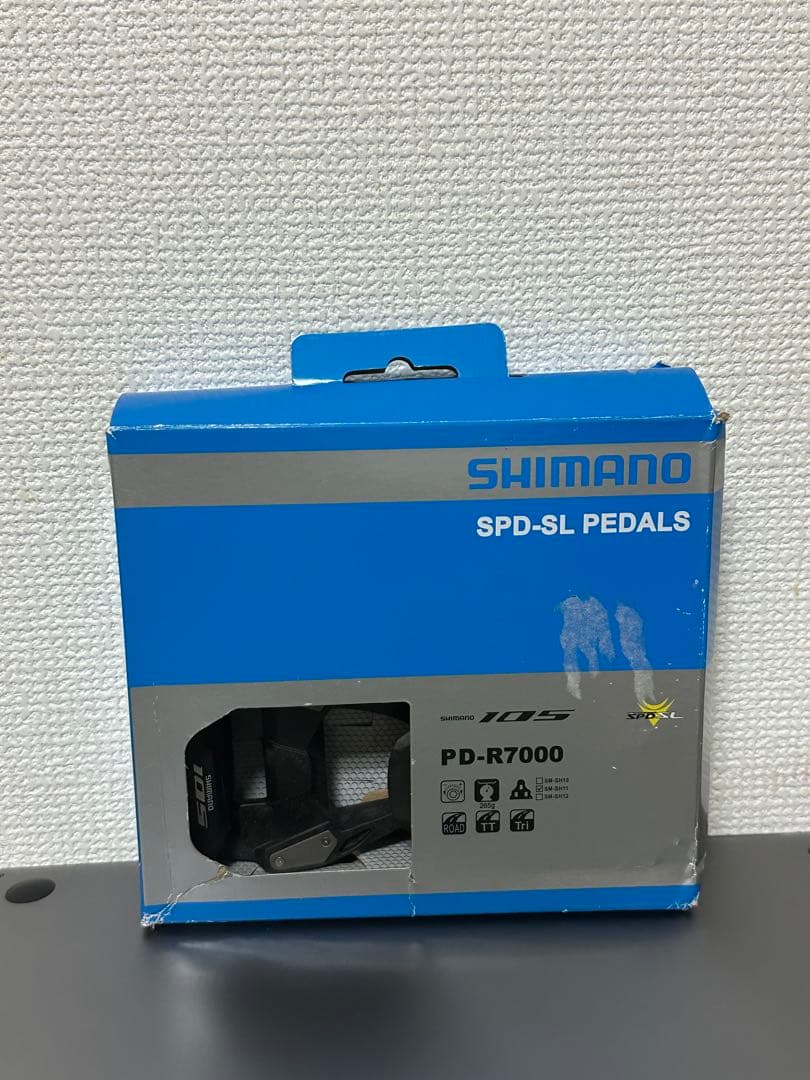 SHIMANO
SPD-SL PEDALS
SHIMANO 105
SPD-SL
PD-R7000
SM-SH10
SM-SH11
SM-SH12
265g
ROAD TT Tri
SHIMANO
105